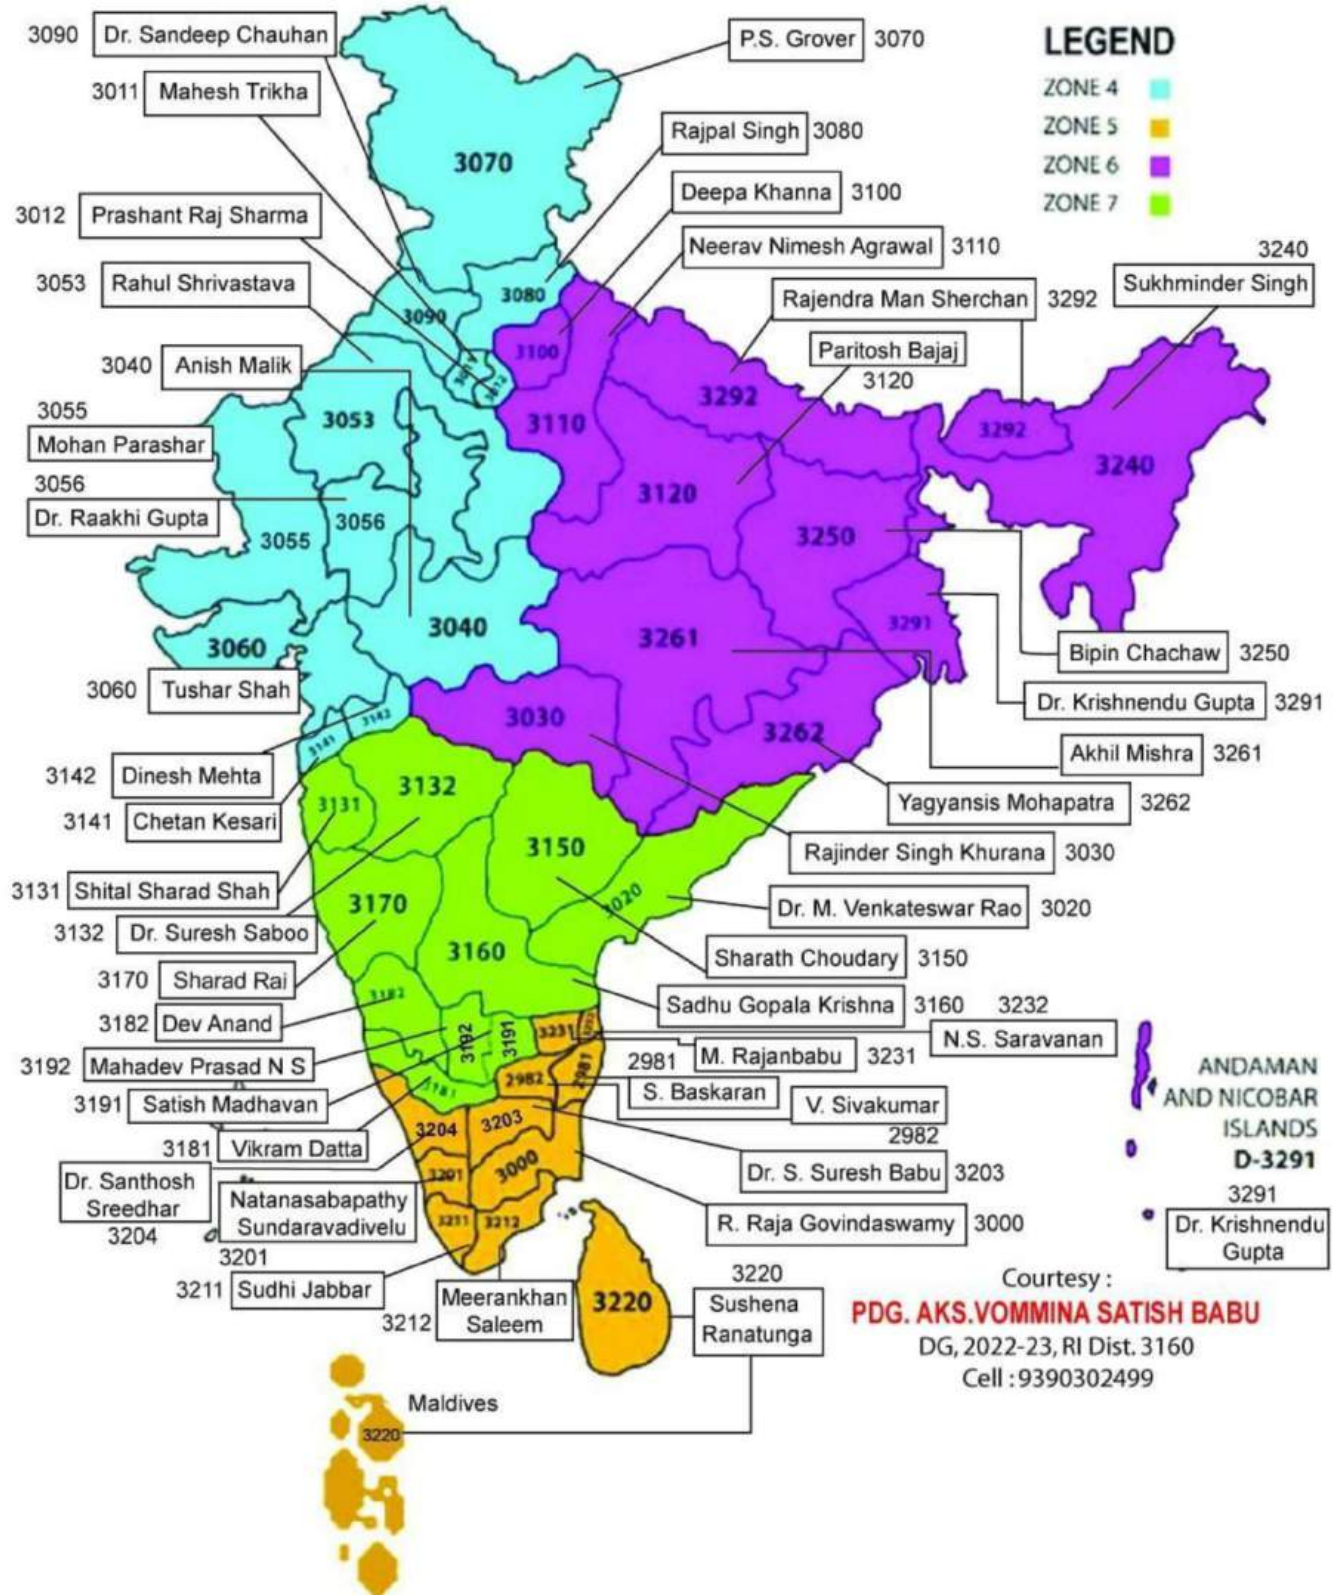 3090 Dr. Sandeep Chauhan
P.S. Grover 3070
LEGEND
ZONE 4
ZONE 5
ZONE 6
ZONE 7
3011 Mahesh Trikha
Rajpal Singh 3080
3070
Deepa Khanna 3100
3012 Prashant Raj Sharma
Neerav Nimesh Agrawal 3110
3240
Sukhminder Singh
3053 Rahul Shrivastava
Rajendra Man Sherchan 3292
3080
3090
3040 Anish Malik
3011
3012
3100
Paritosh Bajaj
3120
3292
3055
Mohan Parashar
3053
3110
3292
3240
3056
Dr. Raakhi Gupta
3056
3055
3120
3250
3040
3060
3261
3291
Bipin Chachaw 3250
3060 Tushar Shah
Dr. Krishnendu Gupta 3291
3142
3141
3030
3262
Akhil Mishra 3261
3142 Dinesh Mehta
3132
3131
Yagyansis Mohapatra 3262
3141 Chetan Kesari
3150
Rajinder Singh Khurana 3030
3131 Shital Sharad Shah
3170
3020
Dr. M. Venkateswar Rao 3020
3132 Dr. Suresh Saboo
3160
Sharath Choudary 3150
3170 Sharad Rai
3182
Sadhu Gopala Krishna 3160
3232
3182 Dev Anand
3192
3191
3231
3232
N.S. Saravanan
M. Rajanbabu 3231
3192 Mahadev Prasad N S
2981
2982
2981
S. Baskaran
3191 Satish Madhavan
3181
V. Sivakumar
2982
3181 Vikram Datta
3204
3203
Dr. S. Suresh Babu 3203
Dr. Santhosh
Sreedhar
3204
3201
3000
Natanasabapathy
Sundaravadivelu
3201
3211
3212
R. Raja Govindaswamy 3000
ANDAMAN
AND NICOBAR
ISLANDS
D-3291
3291
Dr. Krishnendu
Gupta
3211 Sudhi Jabbar
3212 Meerankhan
Saleem
3220
3220
Sushena
Ranatunga
Courtesy :
PDG. AKS.VOMMINA SATISH BABU
DG, 2022-23, RI Dist. 3160
Cell : 9390302499
Maldives
3220